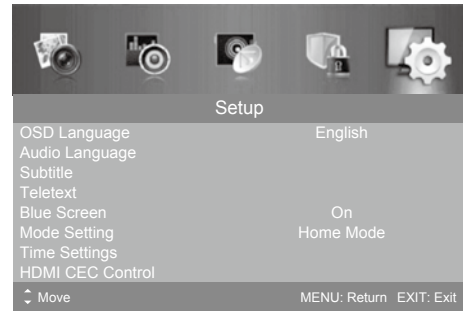 Setup
OSD Language English
Audio Language
Subtitle
Teletext
Blue Screen On
Mode Setting Home Mode
Time Settings
HDMI CEC Control
Move MENU: Return EXIT: Exit